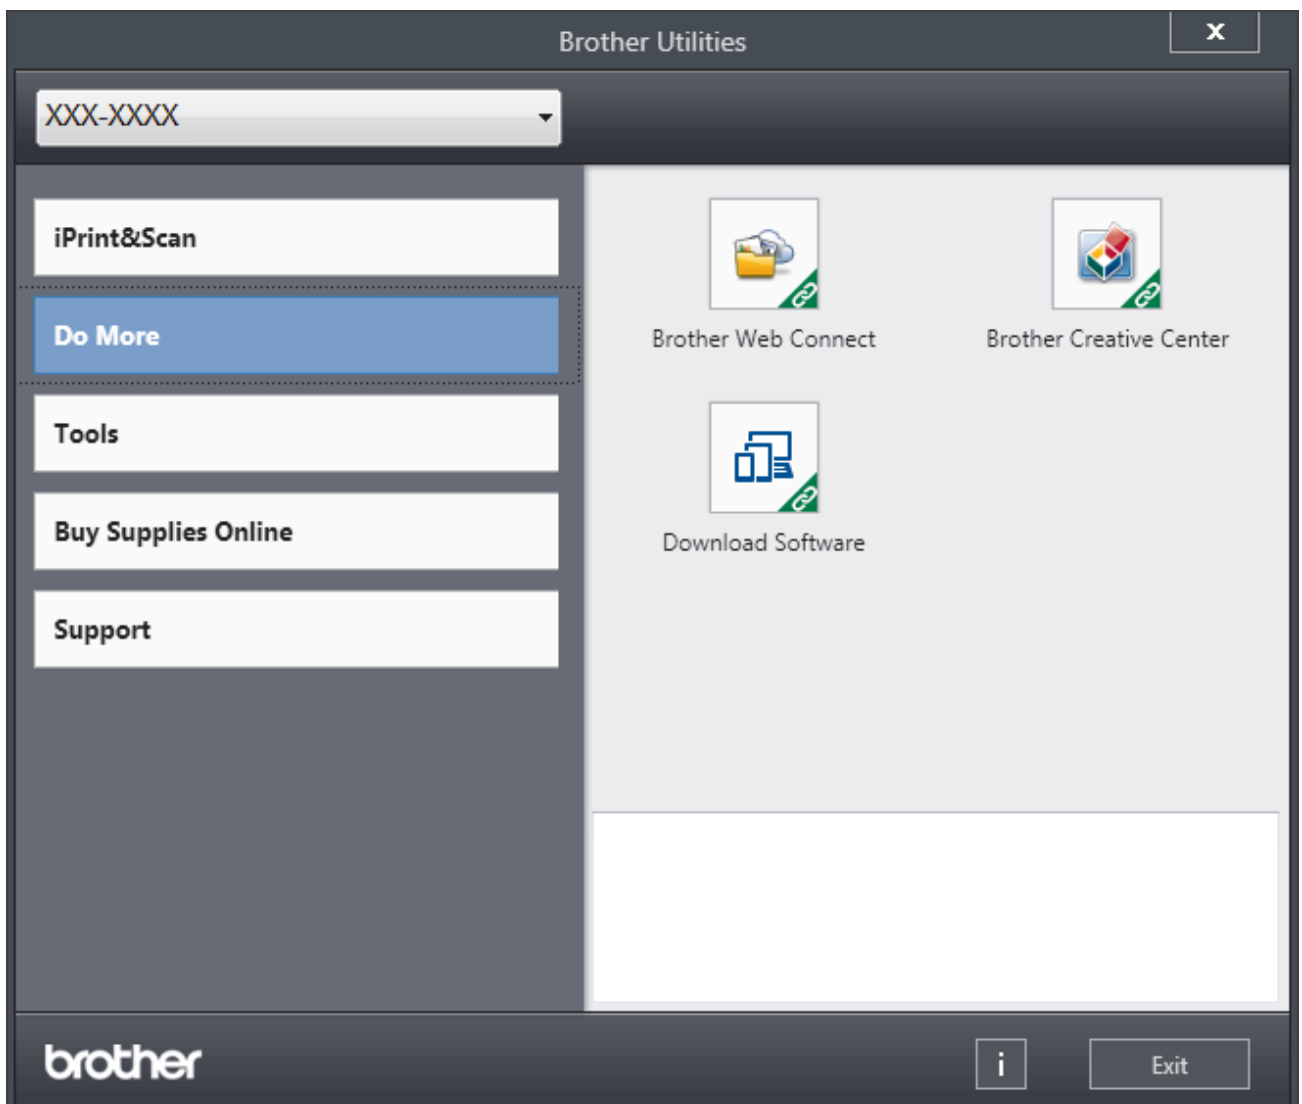 Brother Utilities
X
XXX-XXXX
iPrint&Scan
Do More
Tools
Buy Supplies Online
Support
Brother Web Connect
Brother Creative Center
Download Software
brother
i
Exit